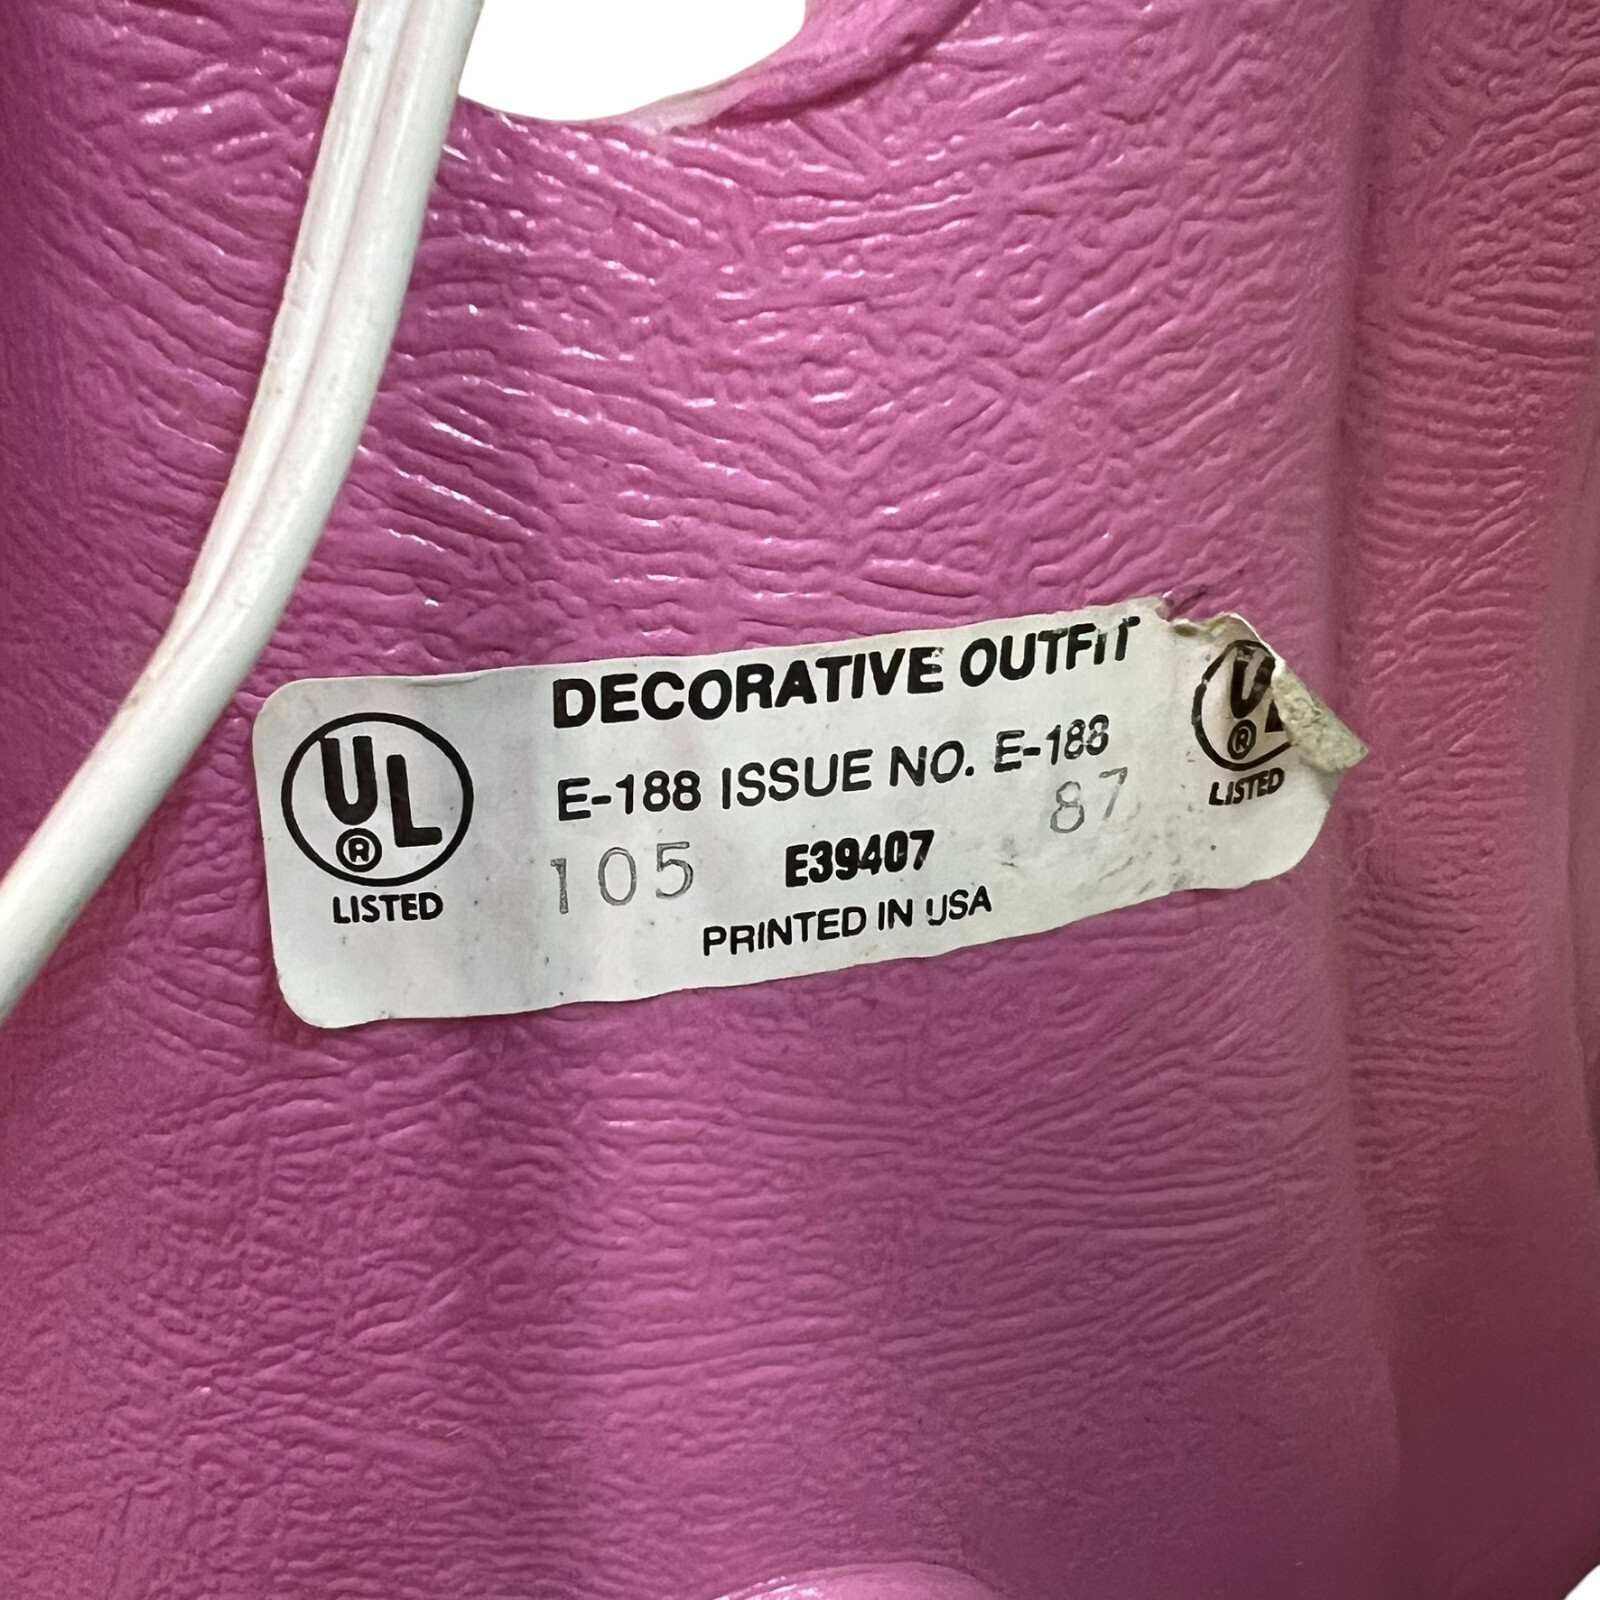 DECORATIVE OUTFIT
E-188 ISSUE NO. E-188
105 E39407 87
PRINTED IN USA
UL
®
LISTED
U
®
LISTED